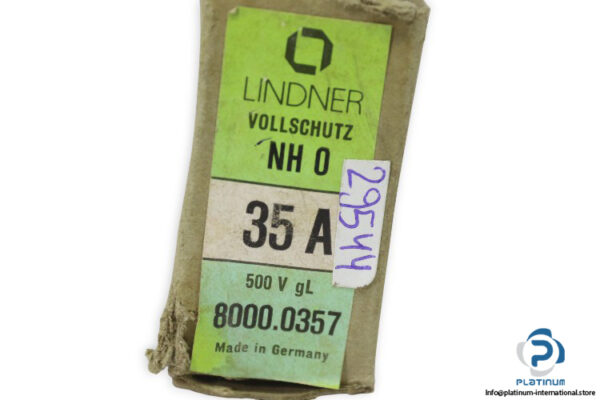 LINDNER
VOLLSCHUTZ
NH 0
35 A
29544
500 V gL
8000.0357
Made in Germany
PLATINUM
info@platinum-international.store